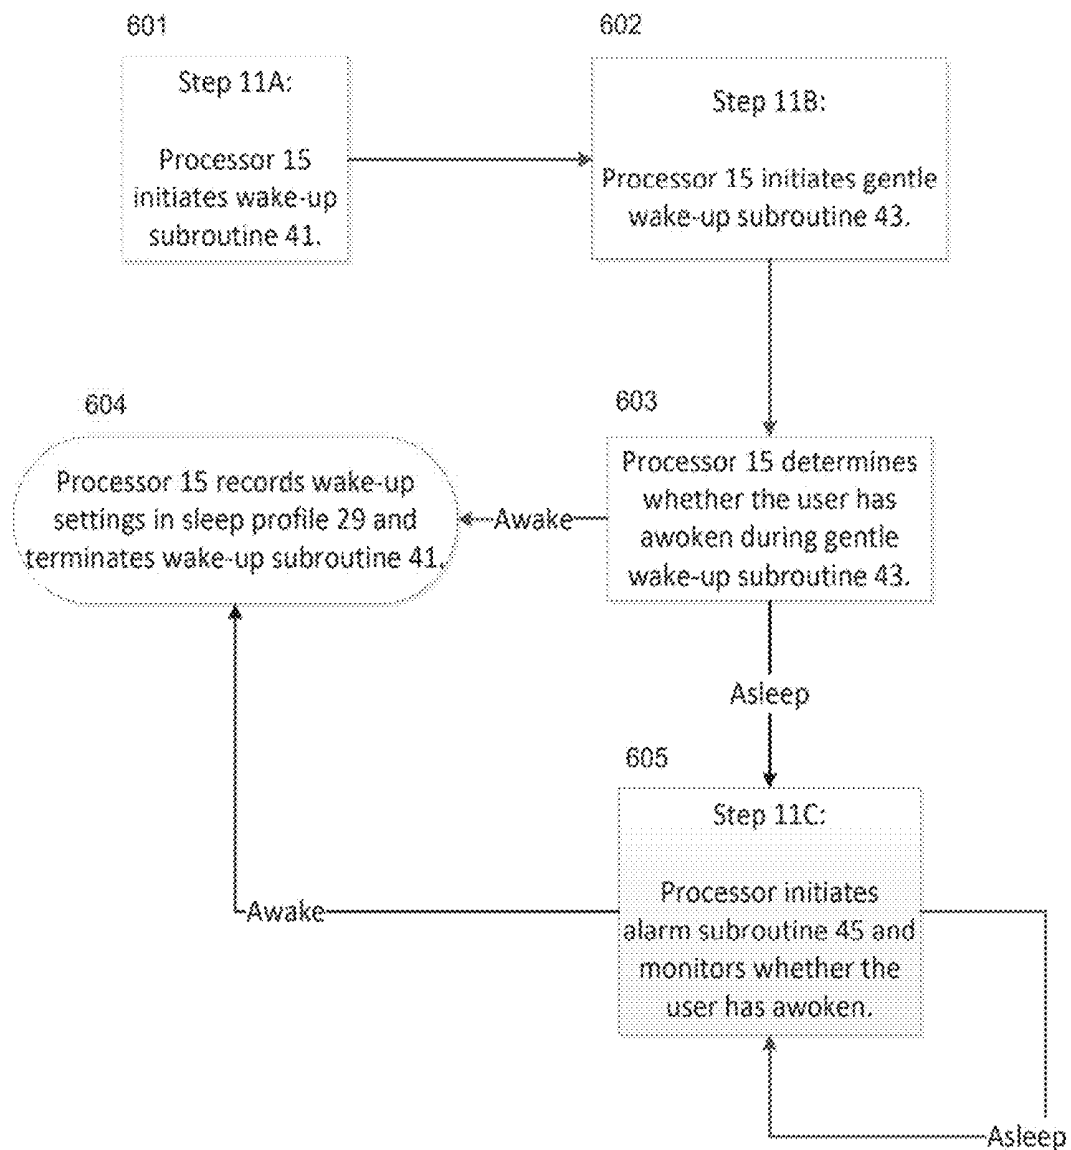 601
Step 11A:
Processor 15
initiates wake-up
subroutine 41.
602
Step 11B:
Processor 15 initiates gentle
wake-up subroutine 43.
603
Processor 15 determines
whether the user has
awoken during gentle
wake-up subroutine 43.
Awake
604
Processor 15 records wake-up
settings in sleep profile 29 and
terminates wake-up subroutine 41.
Asleep
605
Step 11C:
Processor initiates
alarm subroutine 45 and
monitors whether the
user has awoken.
Awake
Asleep